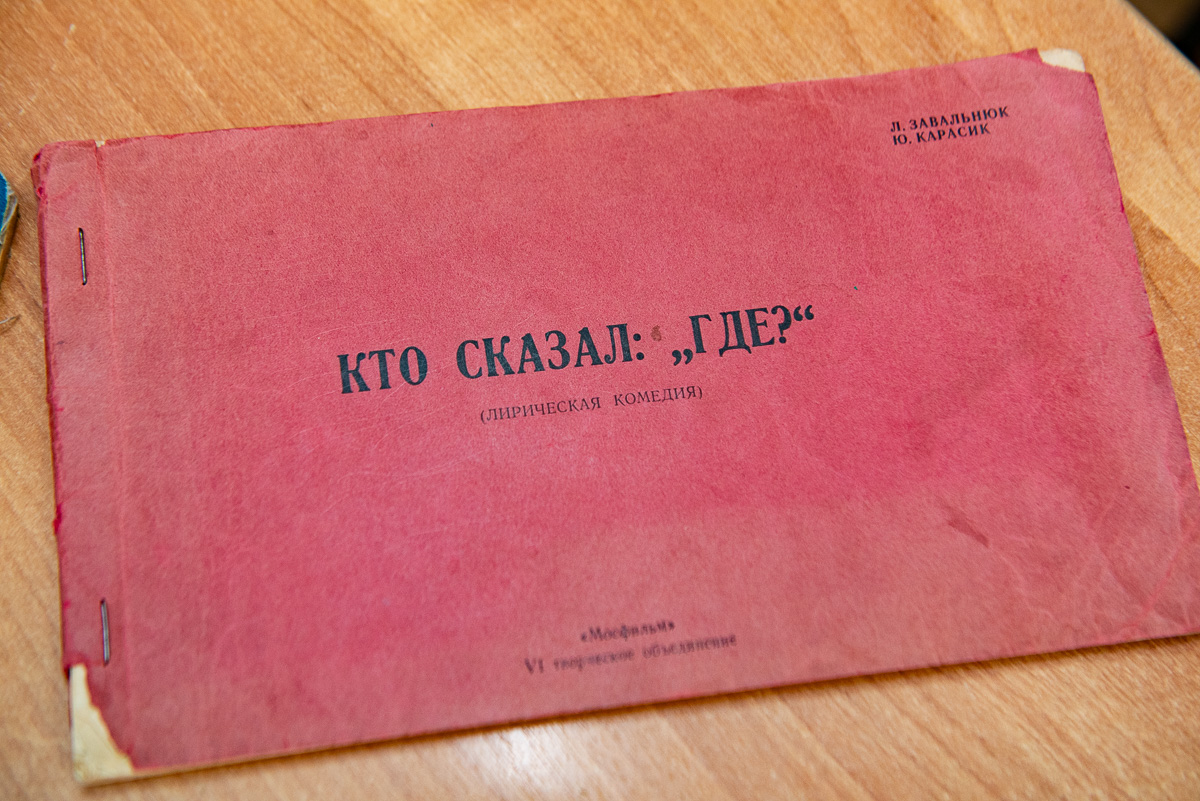 Л. ЗАВАЛЬНЮК
Ю. КАРАСИК
КТО СКАЗАЛ: „ГДЕ?“
(ЛИРИЧЕСКАЯ КОМЕДИЯ)
«Мосфильм»
VI творческое объединение